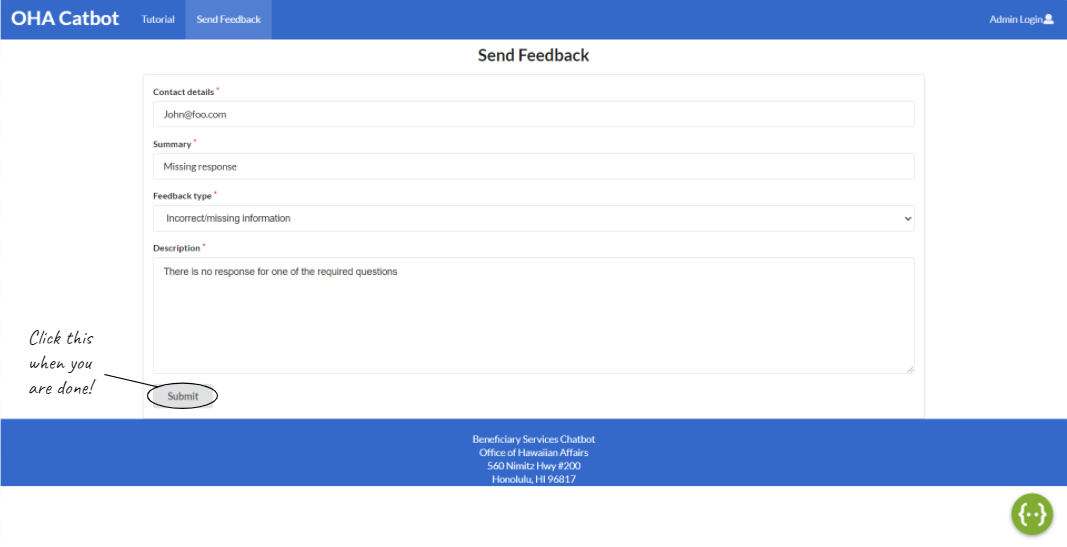 OHA Catbot Tutorial Send Feedback Admin Login
Send Feedback
Contact details *
John@foo.com
Summary *
Missing response
Feedback type *
Incorrect/missing information
Description *
There is no response for one of the required questions
Click this
when you
are done!
Submit
Beneficiary Services Chatbot
Office of Hawaiian Affairs
560 Nimitz Hwy #200
Honolulu, HI 96817
{··}